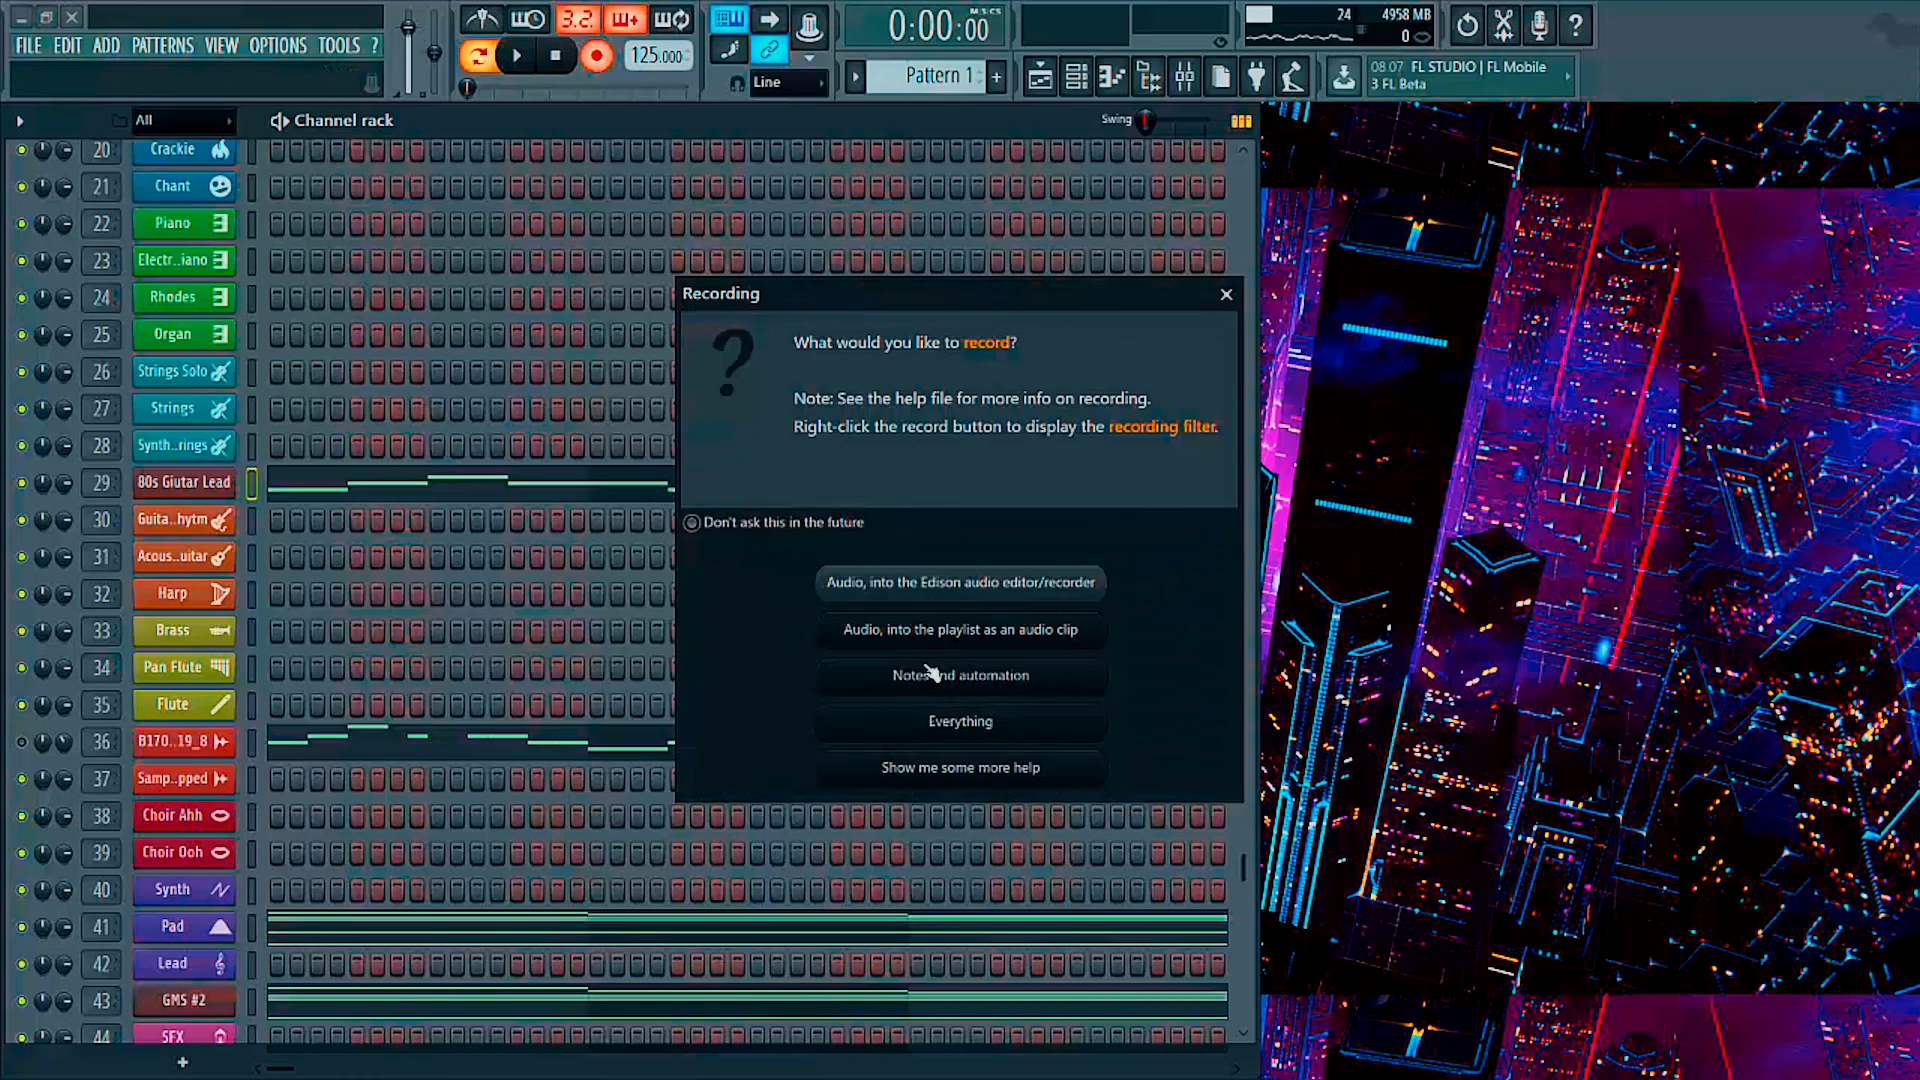 FILE EDIT ADD PATTERNS VIEW OPTIONS TOOLS ?
3.2.
125.000
Line
0:00:00
M:S:CS
Pattern 1
24
4958 MB
0
08.07 FL STUDIO | FL Mobile
3 FL Beta
All
Channel rack
Swing
20 Crackie
21 Chant
22 Piano
23 Electr..iano
24 Rhodes
25 Organ
26 Strings Solo
27 Strings
28 Synth..rings
29 80s Giutar Lead
30 Guita..hytm
31 Acous..uitar
32 Harp
33 Brass
34 Pan Flute
35 Flute
36 B170..19_8
37 Samp..pped
38 Choir Ahh
39 Choir Ooh
40 Synth
41 Pad
42 Lead
43 GMS #2
44 SFX
Recording
What would you like to record?
Note: See the help file for more info on recording.
Right-click the record button to display the recording filter.
Don't ask this in the future
Audio, into the Edison audio editor/recorder
Audio, into the playlist as an audio clip
Notes and automation
Everything
Show me some more help